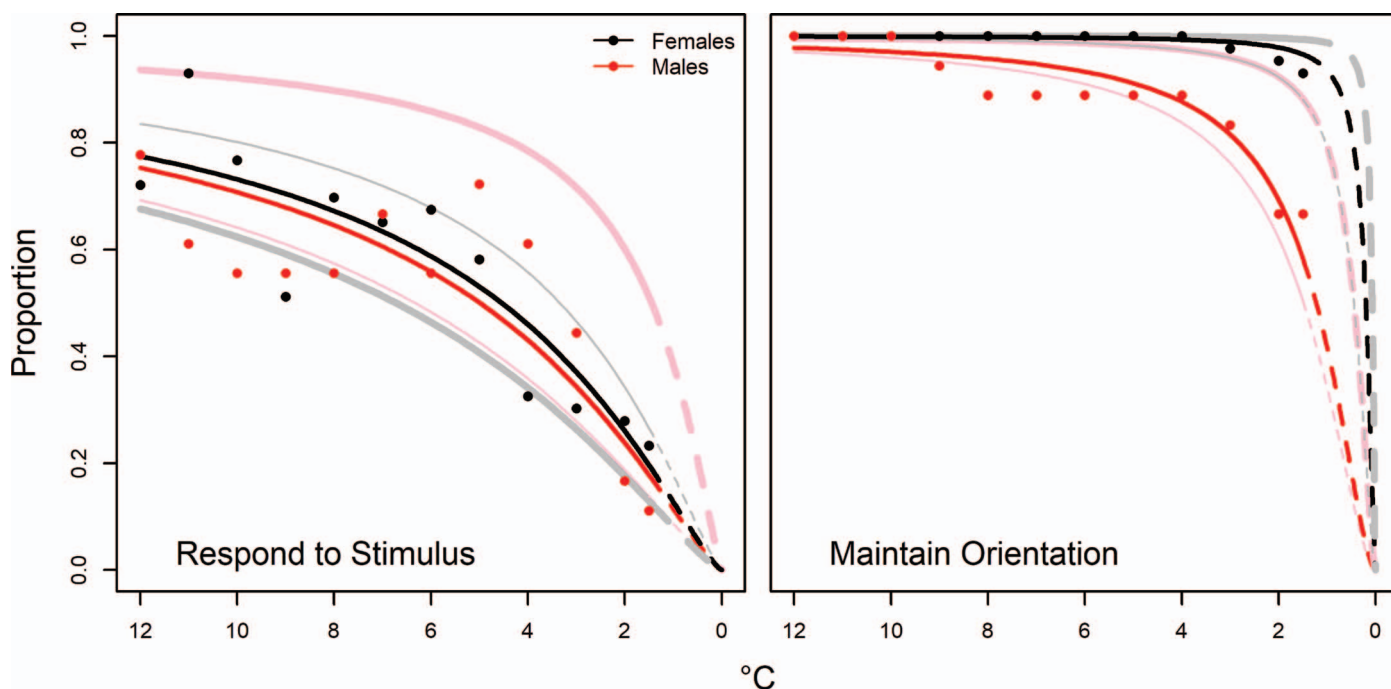 Proportion
1.0
0.8
0.6
0.4
0.2
0.0
Females
Males
Respond to Stimulus
Maintain Orientation
12 10 8 6 4 2 0
12 10 8 6 4 2 0
°C